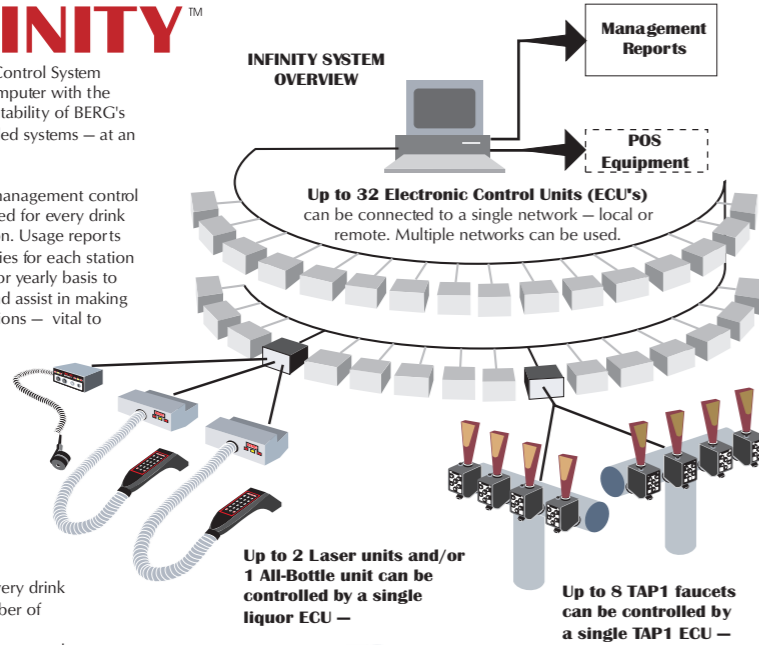 INITY™
Control System
mputer with the
tability of BERG's
ed systems — at an
management control
ed for every drink
on. Usage reports
ies for each station
or yearly basis to
nd assist in making
ions — vital to
very drink
ber of
INFINITY SYSTEM
OVERVIEW
Management
Reports
POS
Equipment
Up to 32 Electronic Control Units (ECU's)
can be connected to a single network — local or
remote. Multiple networks can be used.
Up to 2 Laser units and/or
1 All-Bottle unit can be
controlled by a single
liquor ECU —
Up to 8 TAP1 faucets
can be controlled by
a single TAP1 ECU —